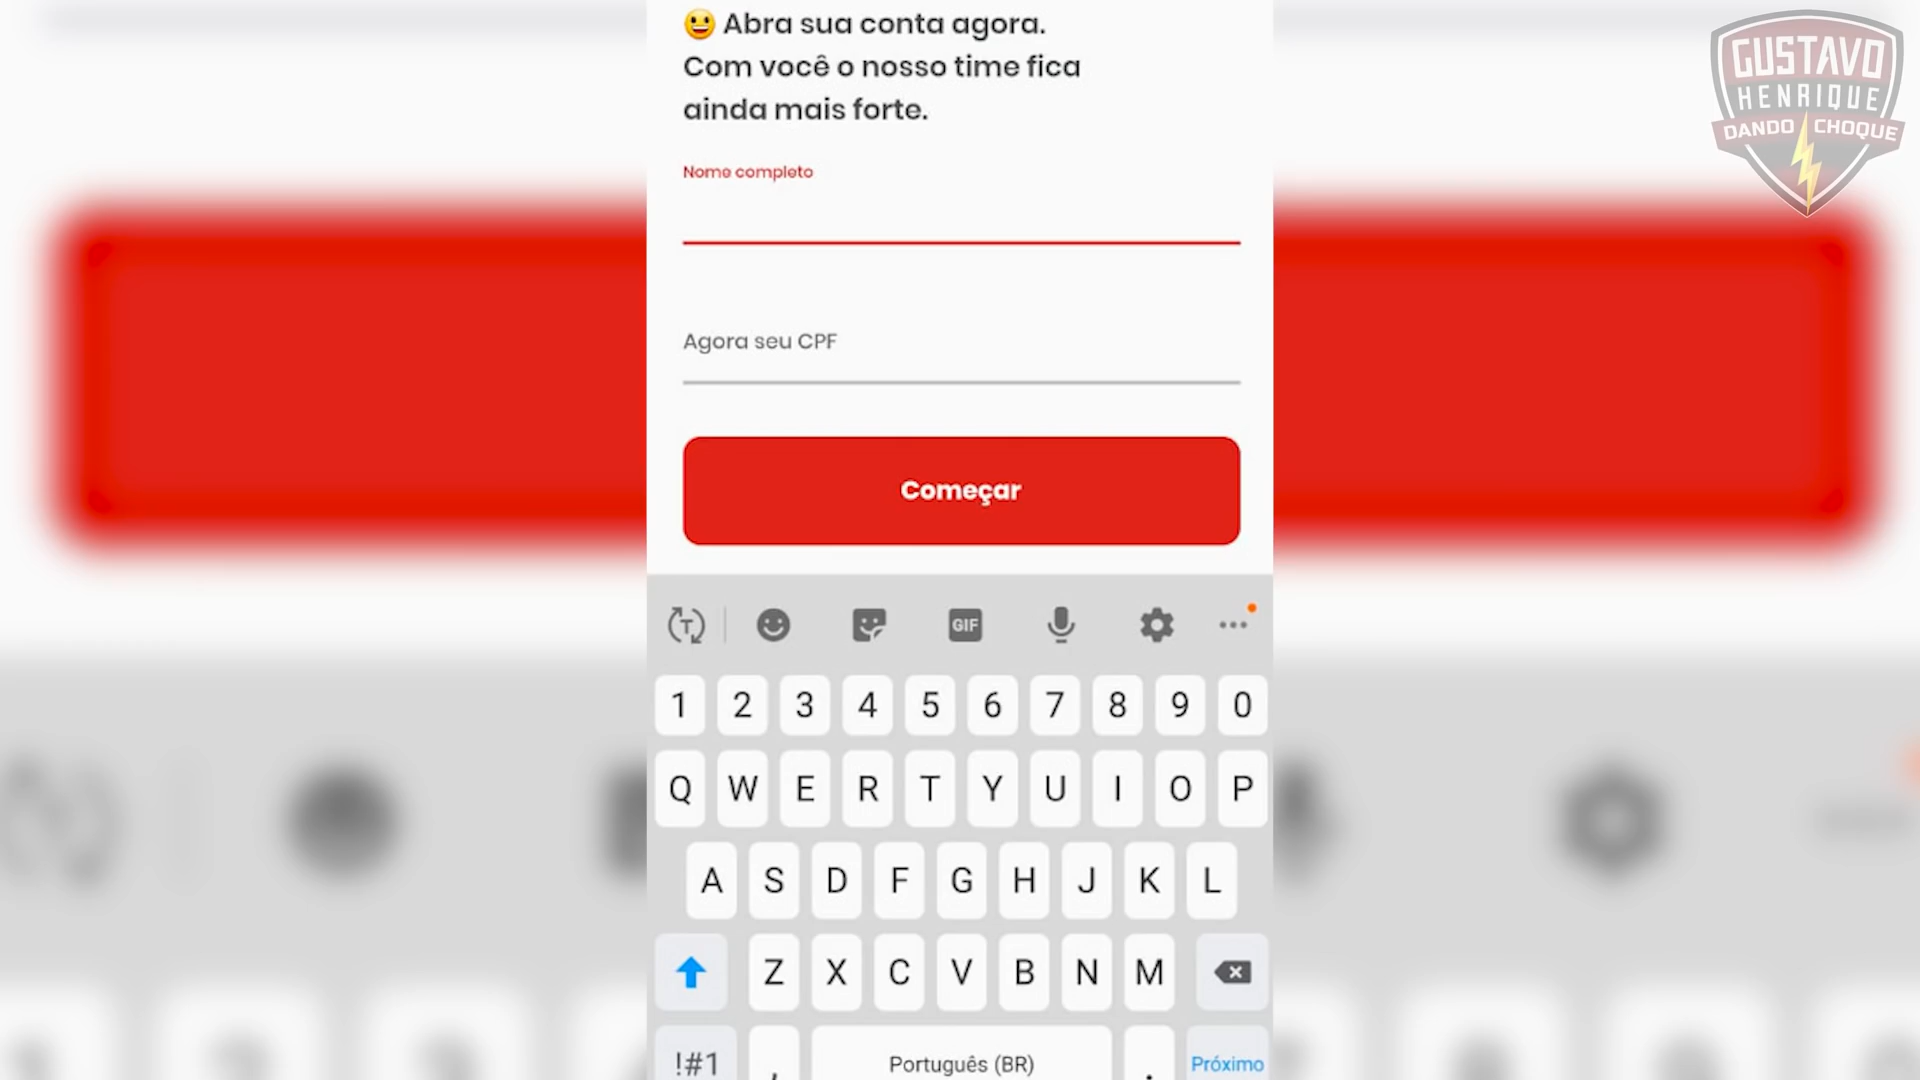 😃 Abra sua conta agora.
Com você o nosso time fica
ainda mais forte.
Nome completo
Agora seu CPF
Começar
GIF
1 2 3 4 5 6 7 8 9 0
Q W E R T Y U I O P
A S D F G H J K L
Z X C V B N M
!#1 , Português (BR) . Próximo
GUSTAVO
HENRIQUE
DANDO CHOQUE